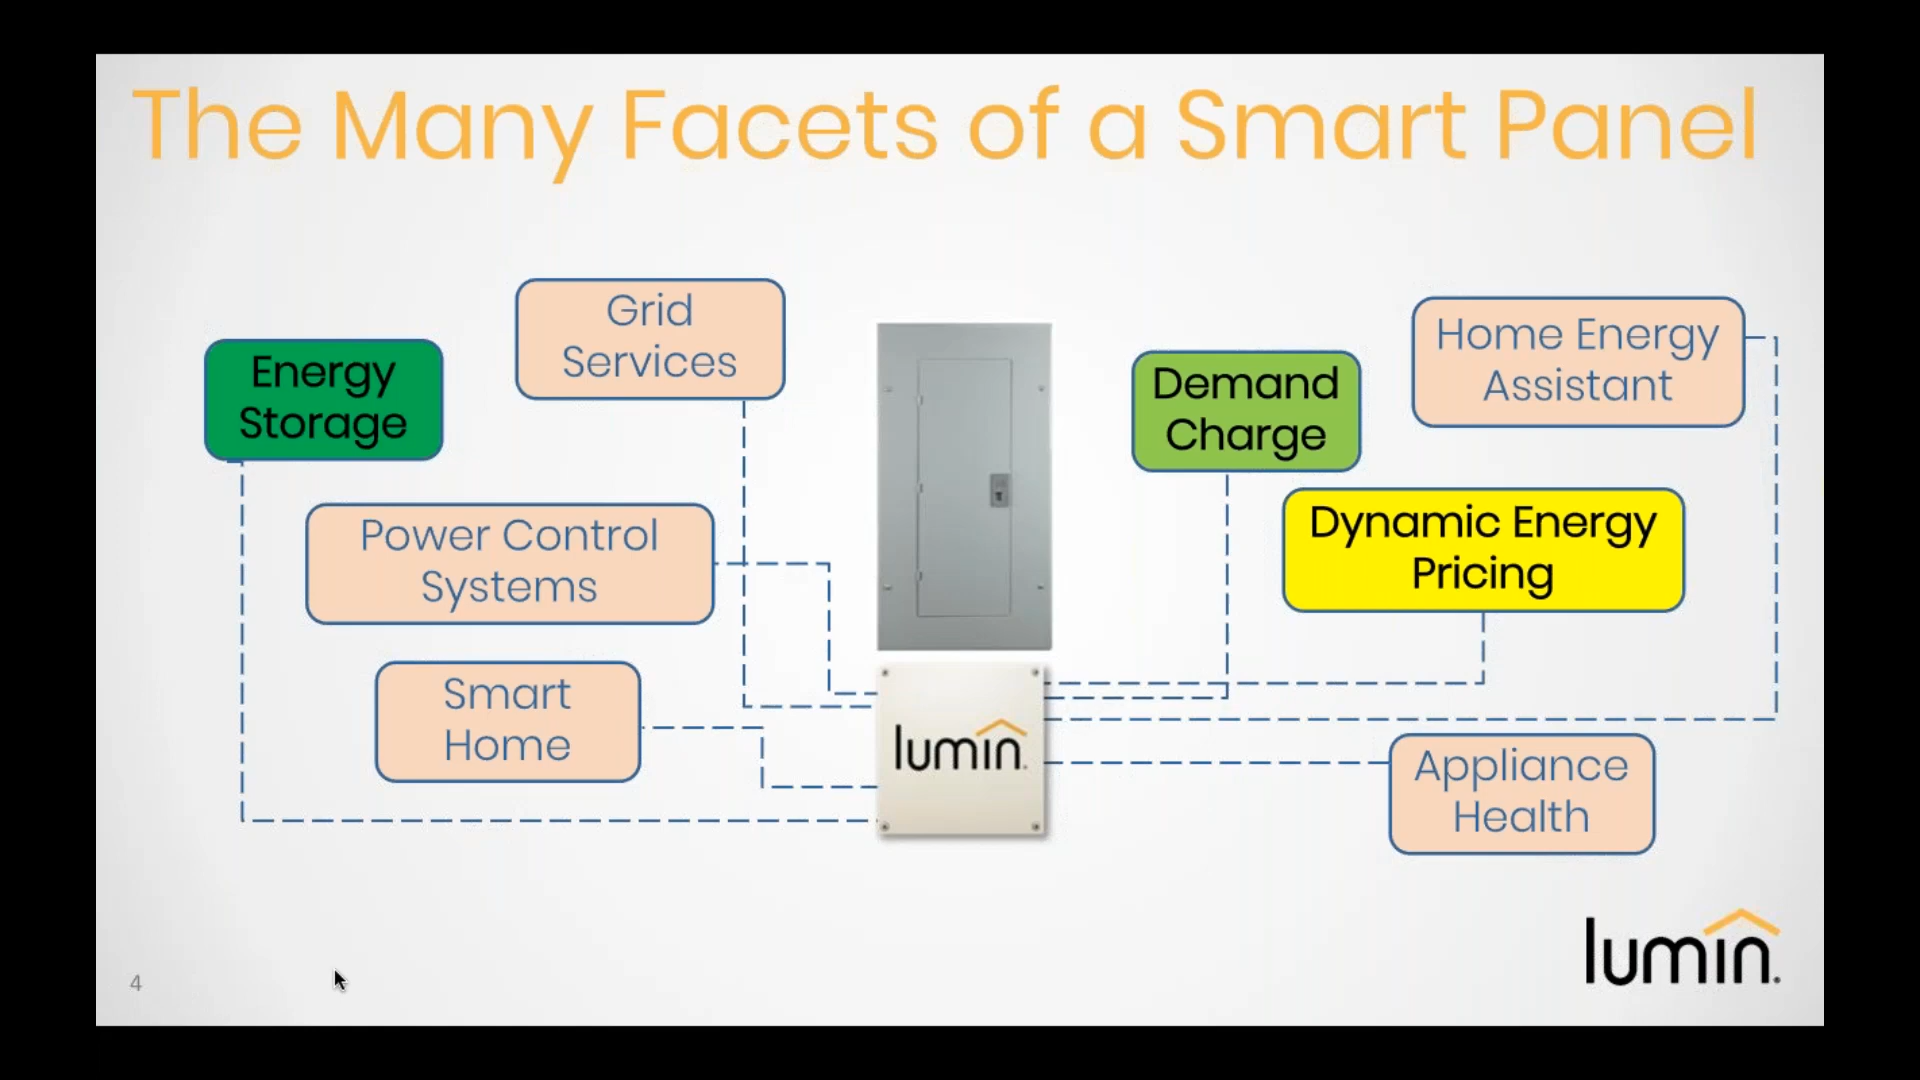 The Many Facets of a Smart Panel
Grid
Services
Energy
Storage
Power Control
Systems
Smart
Home
lumin.
Demand
Charge
Home Energy
Assistant
Dynamic Energy
Pricing
Appliance
Health
lumin.
4